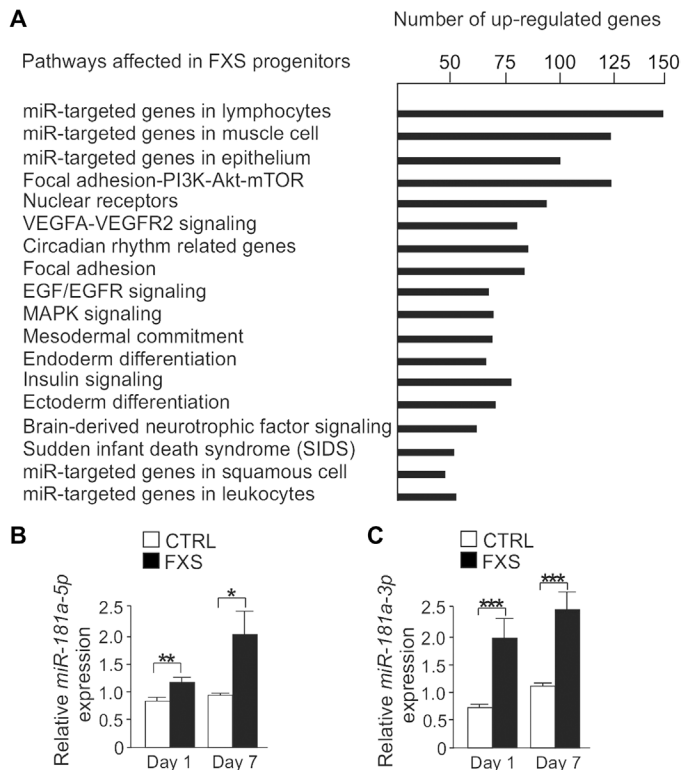 A
Number of up-regulated genes
Pathways affected in FXS progenitors
50 75 100 125 150
miR-targeted genes in lymphocytes
miR-targeted genes in muscle cell
miR-targeted genes in epithelium
Focal adhesion-PI3K-Akt-mTOR
Nuclear receptors
VEGFA-VEGFR2 signaling
Circadian rhythm related genes
Focal adhesion
EGF/EGFR signaling
MAPK signaling
Mesodermal commitment
Endoderm differentiation
Insulin signaling
Ectoderm differentiation
Brain-derived neurotrophic factor signaling
Sudden infant death syndrome (SIDS)
miR-targeted genes in squamous cell
miR-targeted genes in leukocytes
B
CTRL
FXS
Relative miR-181a-5p
expression
2.5
2.0
1.5
1.0
0.5
0
**
*
Day 1 Day 7
C
CTRL
FXS
Relative miR-181a-3p
expression
2.5
2.0
1.5
1.0
0.5
0
***
***
Day 1 Day 7